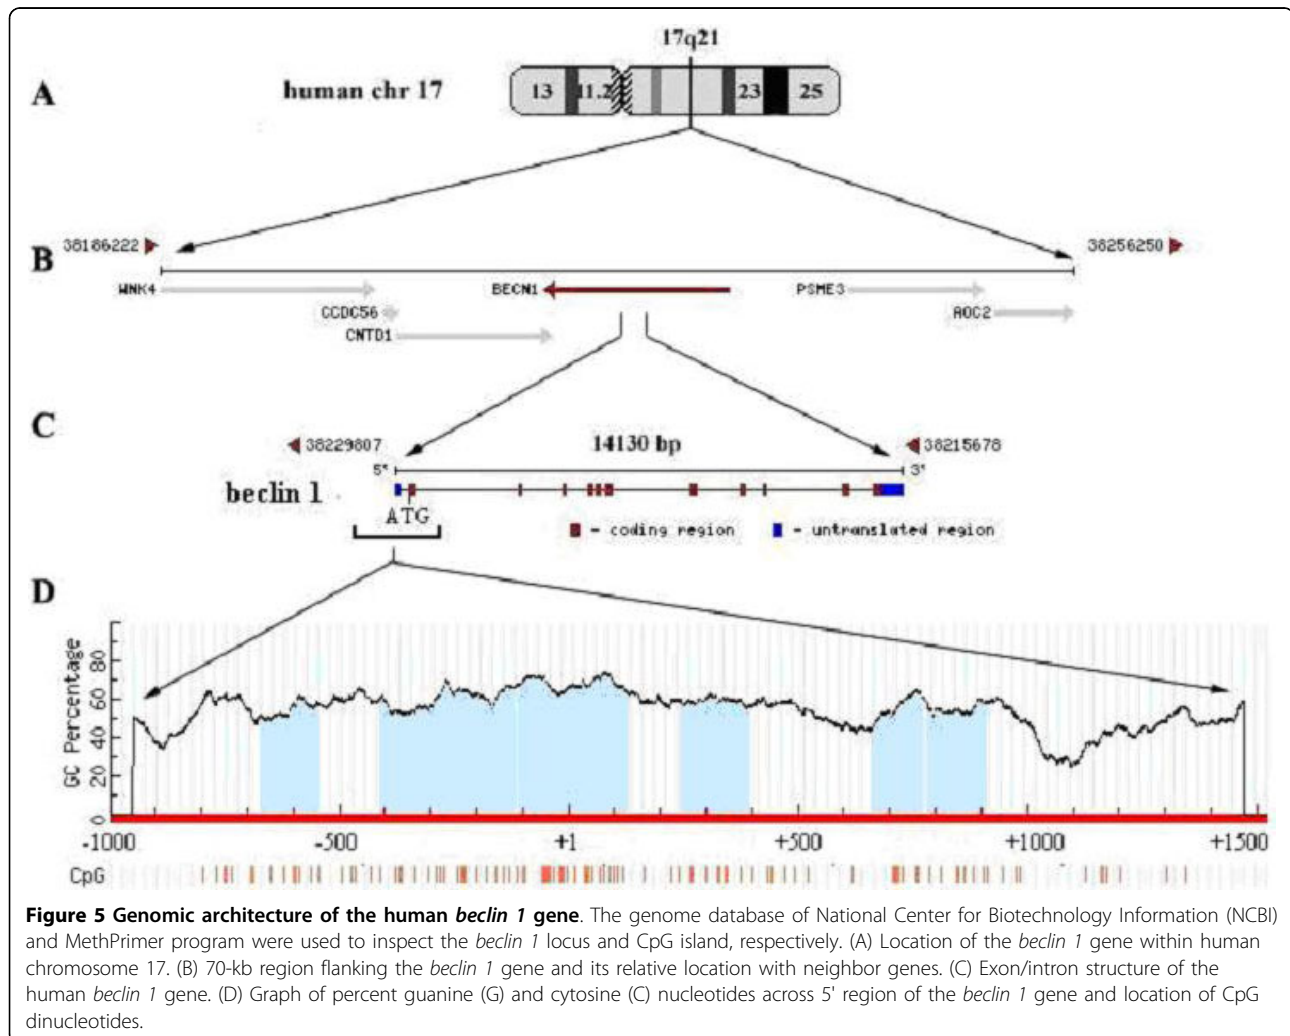 17q21
A
human chr 17
13
11.2
23
25
38186222
38256250
B
WNK4
BECN1
PSME3
CCDC56
AOC2
CNTD1
C
38229807
14130 bp
38215678
5'
3'
beclin 1
ATG
- coding region
- untranslated region
D
GC Percentage
0 20 40 60 80
-1000 -500 +1 +500 +1000 +1500
CpG
Figure 5 Genomic architecture of the human beclin 1 gene. The genome database of National Center for Biotechnology Information (NCBI)
and MethPrimer program were used to inspect the beclin 1 locus and CpG island, respectively. (A) Location of the beclin 1 gene within human
chromosome 17. (B) 70-kb region flanking the beclin 1 gene and its relative location with neighbor genes. (C) Exon/intron structure of the
human beclin 1 gene. (D) Graph of percent guanine (G) and cytosine (C) nucleotides across 5' region of the beclin 1 gene and location of CpG
dinucleotides.